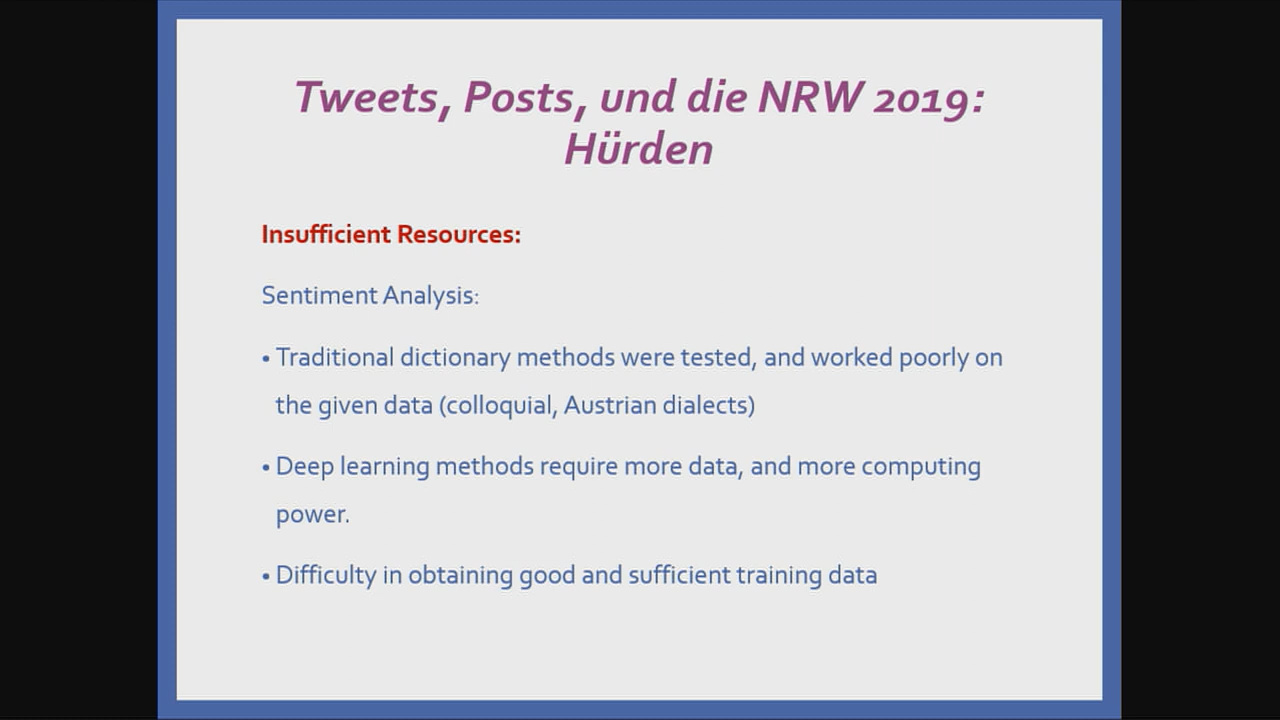 Tweets, Posts, und die NRW 2019:
Hürden
Insufficient Resources:
Sentiment Analysis:
• Traditional dictionary methods were tested, and worked poorly on
the given data (colloquial, Austrian dialects)
• Deep learning methods require more data, and more computing
power.
• Difficulty in obtaining good and sufficient training data